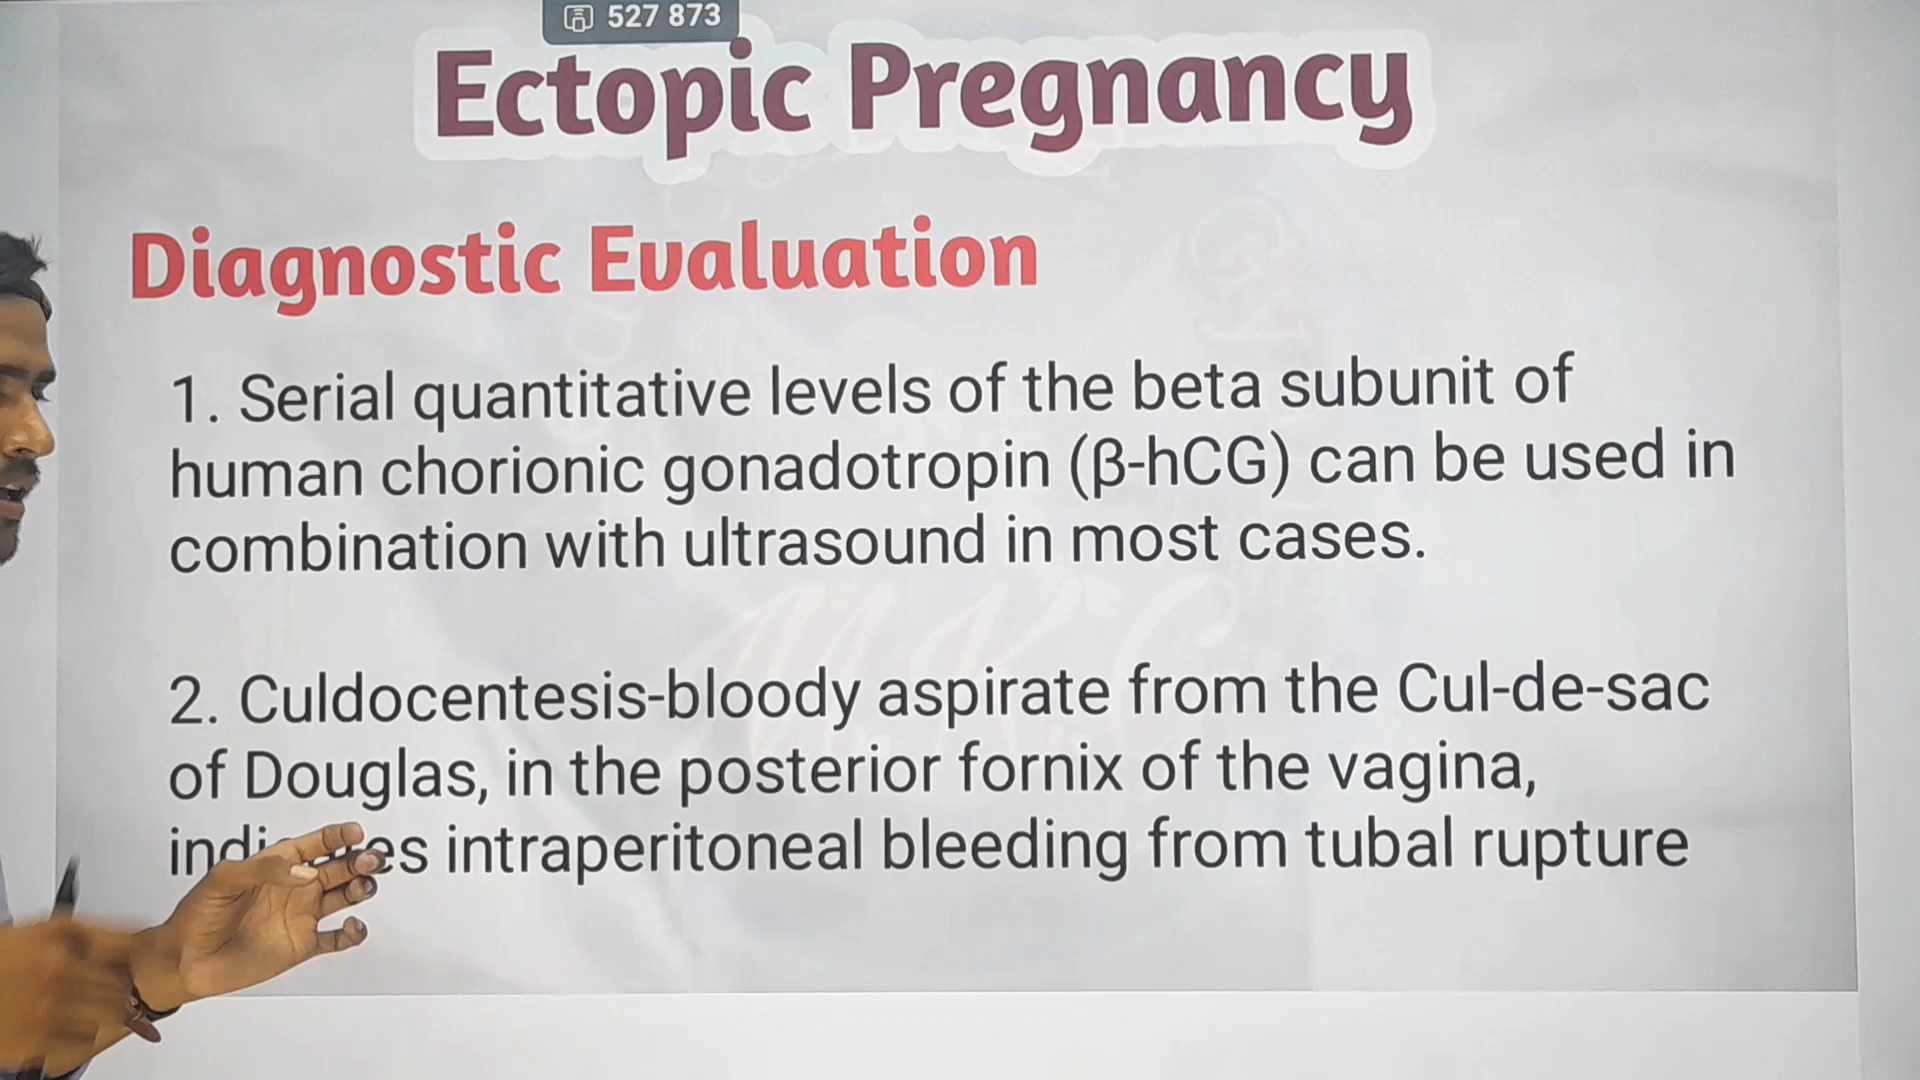 527 873
Ectopic Pregnancy
Diagnostic Evaluation
1. Serial quantitative levels of the beta subunit of
human chorionic gonadotropin (β-hCG) can be used in
combination with ultrasound in most cases.
2. Culdocentesis-bloody aspirate from the Cul-de-sac
of Douglas, in the posterior fornix of the vagina,
intraperitoneal bleeding from tubal rupture